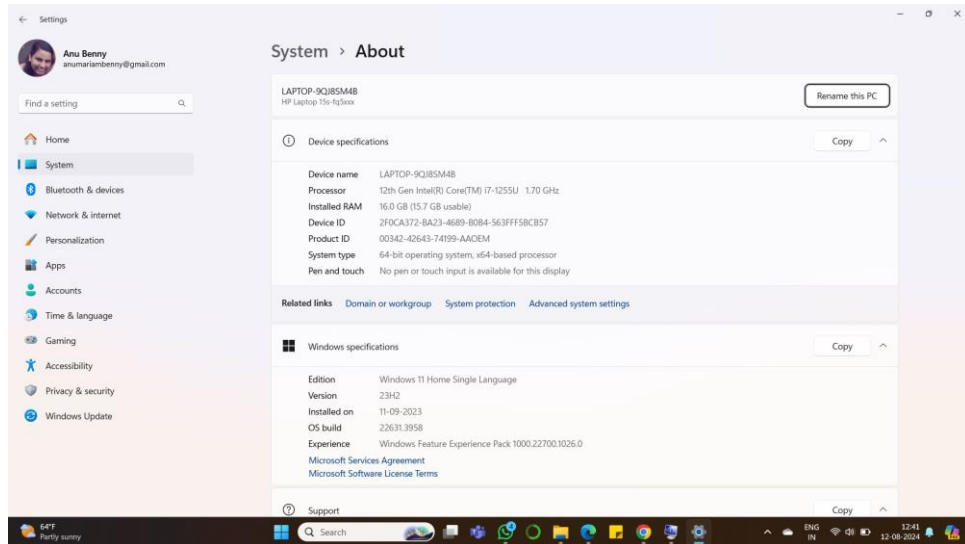 Settings
Anu Benny
anumariambenny@gmail.com
Find a setting
Home
System
Bluetooth & devices
Network & internet
Personalization
Apps
Accounts
Time & language
Gaming
Accessibility
Privacy & security
Windows Update
System > About
LAPTOP-9QJ8SM4B
HP Laptop 15s-fq5xxx
Rename this PC
Device specifications
Copy
Device name LAPTOP-9QJ8SM4B
Processor 12th Gen Intel(R) Core(TM) i7-1255U 1.70 GHz
Installed RAM 16.0 GB (15.7 GB usable)
Device ID 2F0CA372-BA23-4689-B0B4-563FFF5BCB57
Product ID 00342-42643-74199-AAOEM
System type 64-bit operating system, x64-based processor
Pen and touch No pen or touch input is available for this display
Related links Domain or workgroup System protection Advanced system settings
Windows specifications
Copy
Edition Windows 11 Home Single Language
Version 23H2
Installed on 11-09-2023
OS build 22631.3958
Experience Windows Feature Experience Pack 1000.22700.1026.0
Microsoft Services Agreement
Microsoft Software License Terms
Support
Copy
64°F
Partly sunny
Search
ENG
IN
12:41
12-08-2024